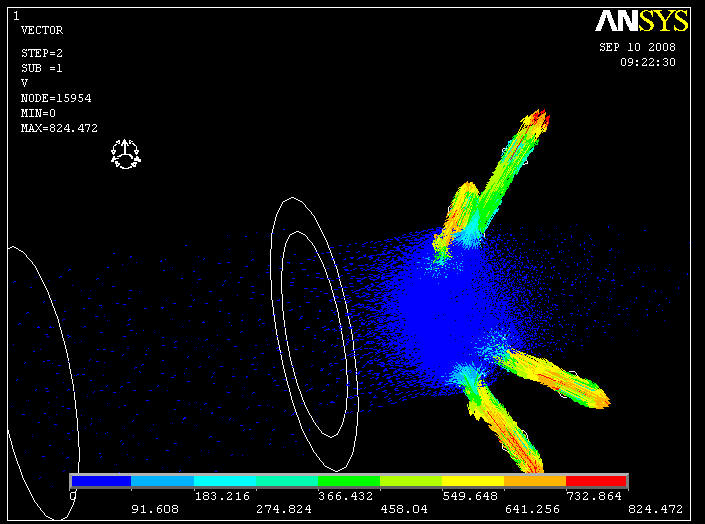 1
ANSYS
VECTOR
SEP 10 2008
09:22:30
STEP=2
SUB =1
V
NODE=15954
MIN=0
MAX=824.472
0 183.216 366.432 549.648 732.864
91.608 274.824 458.04 641.256 824.472